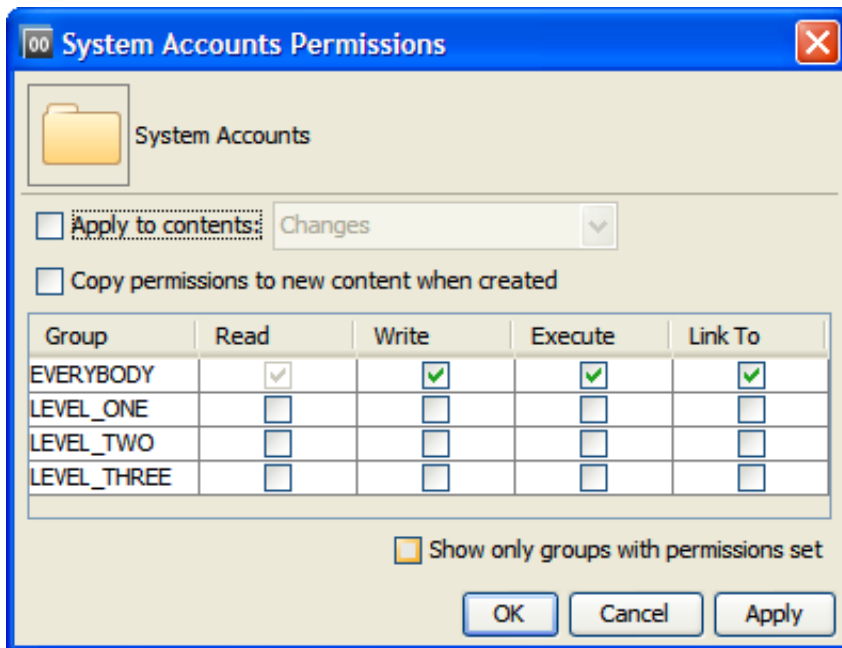 00 System Accounts Permissions
System Accounts
Apply to contents: Changes
Copy permissions to new content when created
Group Read Write Execute Link To
EVERYBODY
LEVEL_ONE
LEVEL_TWO
LEVEL_THREE
Show only groups with permissions set
OK Cancel Apply